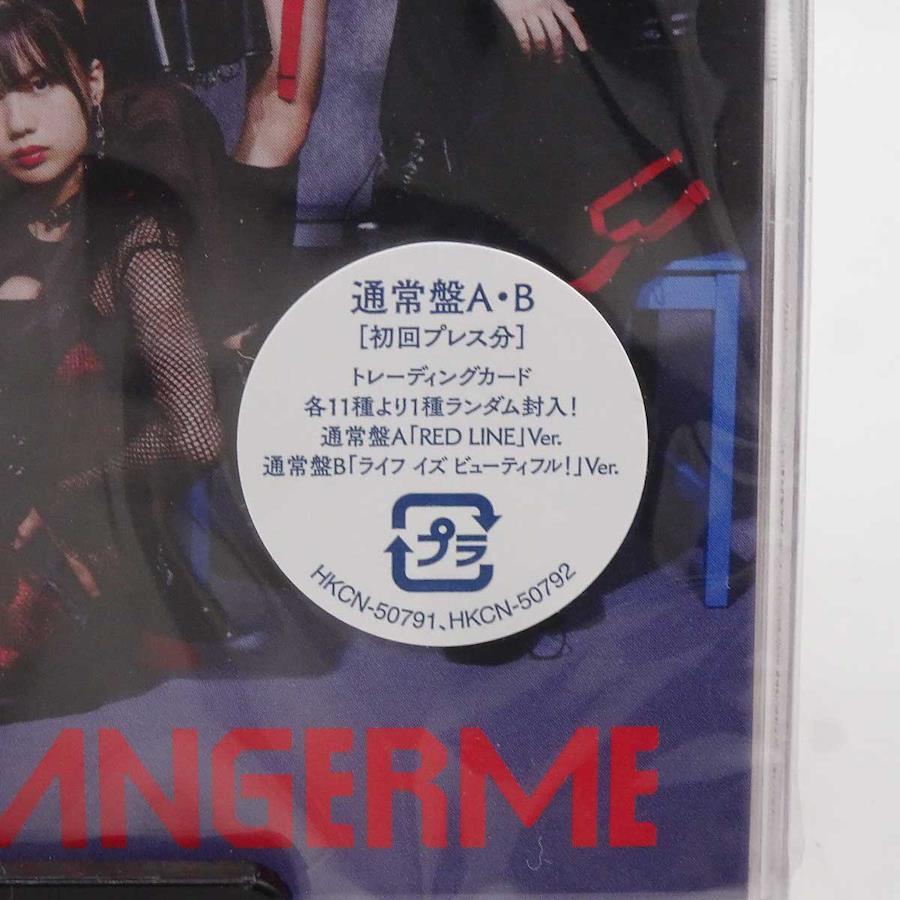 通常盤A・B
[初回プレス分]
トレーディングカード
各11種より1種ランダム封入!
通常盤A「RED LINE」Ver.
通常盤B「ライフ イズ ビューティフル!」Ver.
プラ
HKCN-50791、HKCN-50792
ANGERME